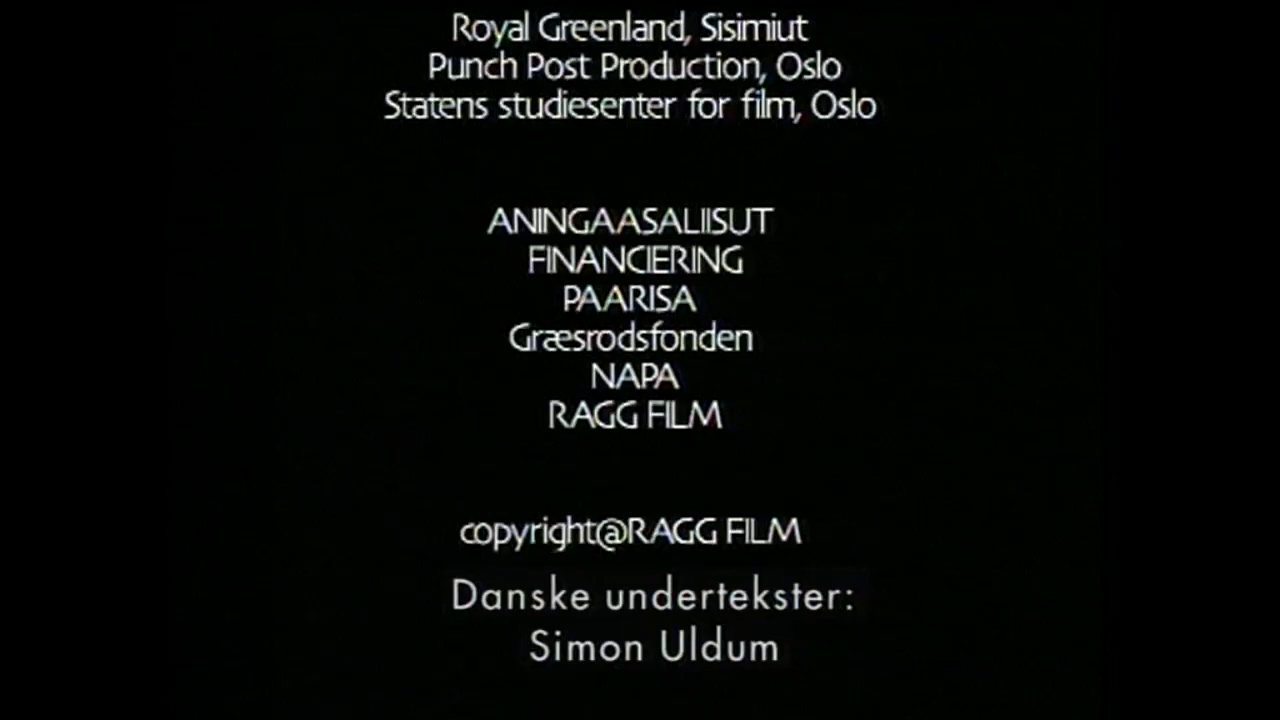 Royal Greenland, Sisimiut
Punch Post Production, Oslo
Statens studiesenter for film, Oslo
ANINGAASALIISUT
FINANCIERING
PAARISA
Græsrodsfonden
NAPA
RAGG FILM
copyright@RAGG FILM
Danske undertekster:
Simon Uldum